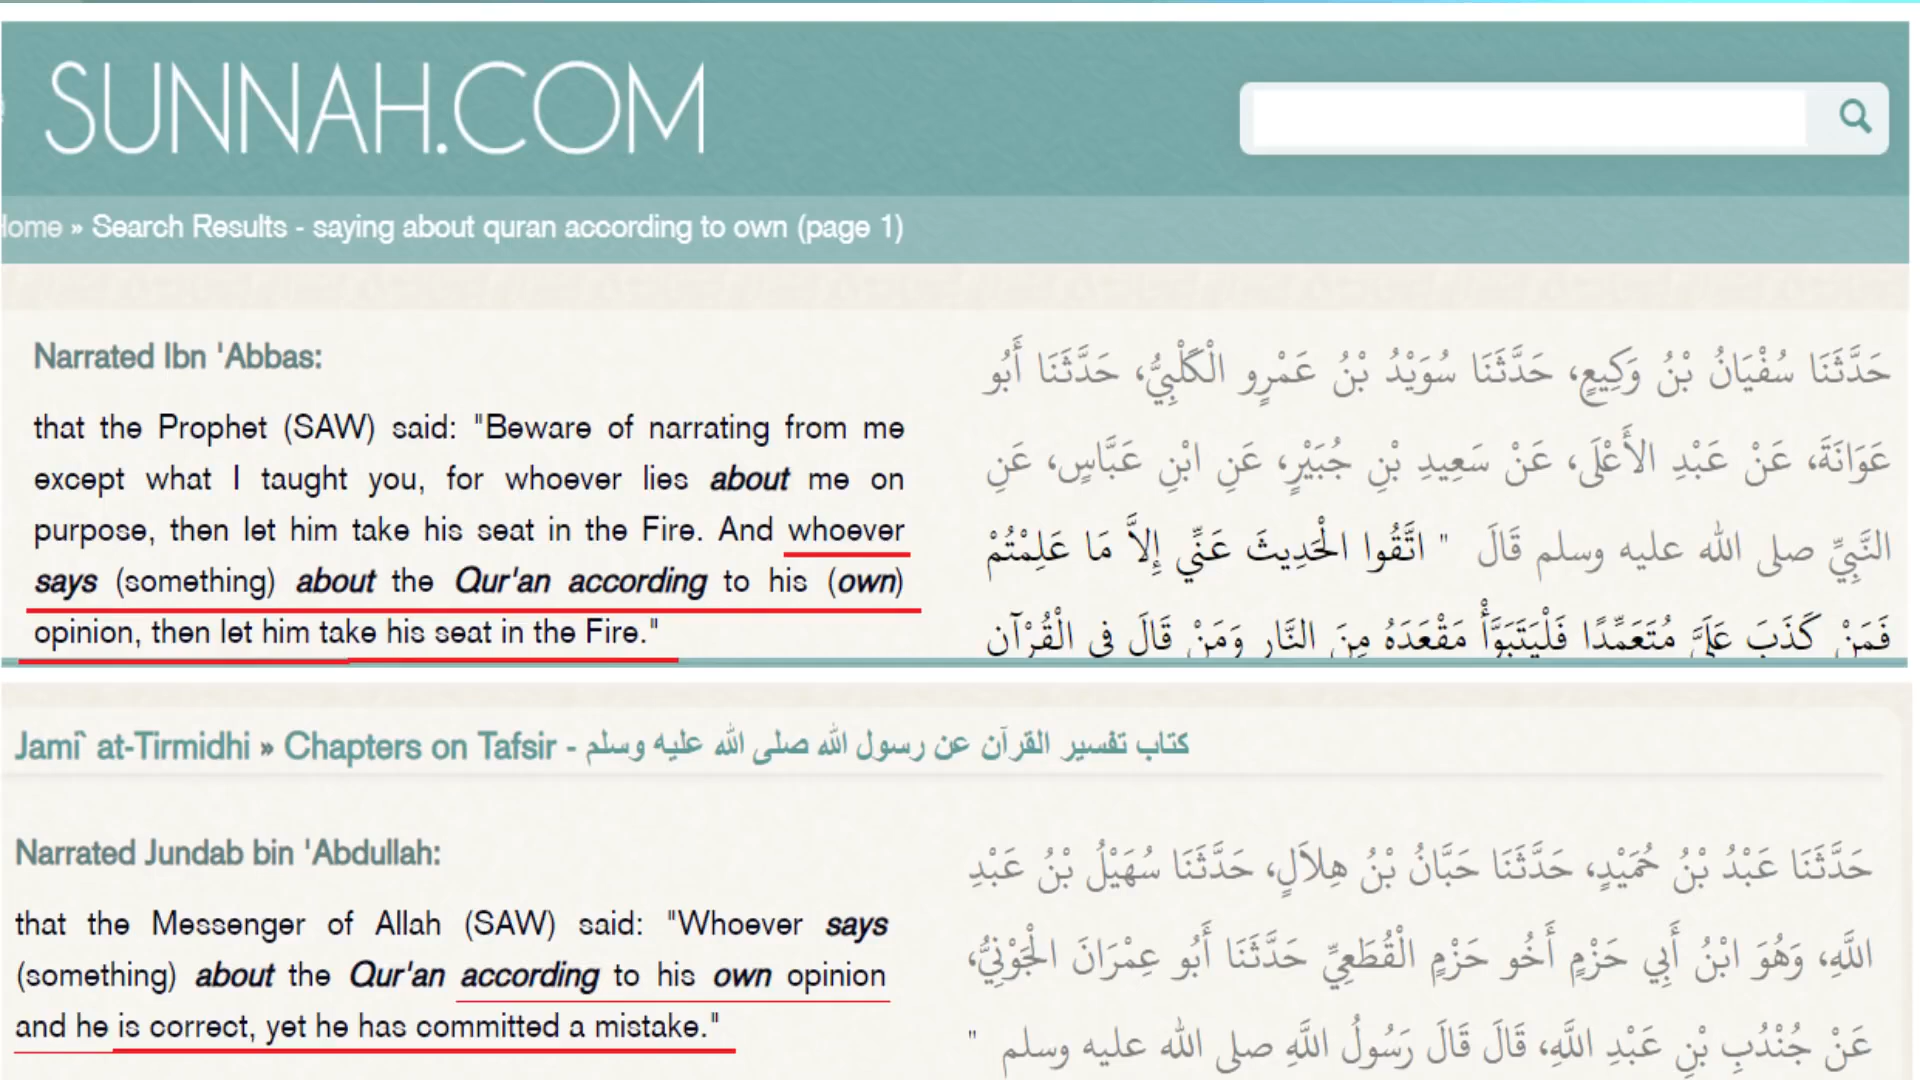 SUNNAH.COM
Home » Search Results - saying about quran according to own (page 1)
Narrated Ibn 'Abbas:
that the Prophet (SAW) said: "Beware of narrating from me
except what I taught you, for whoever lies about me on
purpose, then let him take his seat in the Fire. And whoever
says (something) about the Qur'an according to his (own)
opinion, then let him take his seat in the Fire."
حَدَّثَنَا سُفْيَانُ بْنُ وَكِيعٍ، حَدَّثَنَا سُوَيْدُ بْنُ عَمْرٍو الْكَلْبِيُّ، حَدَّثَنَا أَبُو
عَوَانَةَ، عَنْ عَبْدِ الأَعْلَى، عَنْ سَعِيدِ بْنِ جُبَيْرٍ، عَنِ ابْنِ عَبَّاسٍ، عَنِ
النَّبِيِّ صلى الله عليه وسلم قَالَ " اتَّقُوا الْحَدِيثَ عَنِّي إِلاَّ مَا عَلِمْتُمْ
فَمَنْ كَذَبَ عَلَىَّ مُتَعَمِّدًا فَلْيَتَبَوَّأْ مَقْعَدَهُ مِنَ النَّارِ وَمَنْ قَالَ فِي الْقُرْآنِ
Jami` at-Tirmidhi » Chapters on Tafsir - كتاب تفسير القرآن عن رسول الله صلى الله عليه وسلم
Narrated Jundab bin 'Abdullah:
that the Messenger of Allah (SAW) said: "Whoever says
(something) about the Qur'an according to his own opinion
and he is correct, yet he has committed a mistake."
حَدَّثَنَا عَبْدُ بْنُ حُمَيْدٍ، حَدَّثَنَا حَبَّانُ بْنُ هِلاَلٍ، حَدَّثَنَا سُهَيْلُ بْنُ عَبْدِ
اللَّهِ، وَهُوَ ابْنُ أَبِي حَزْمٍ أَخُو حَزْمٍ الْقُطَعِيِّ حَدَّثَنَا أَبُو عِمْرَانَ الْجَوْنِيُّ،
عَنْ جُنْدُبِ بْنِ عَبْدِ اللَّهِ، قَالَ قَالَ رَسُولُ اللَّهِ صلى الله عليه وسلم "